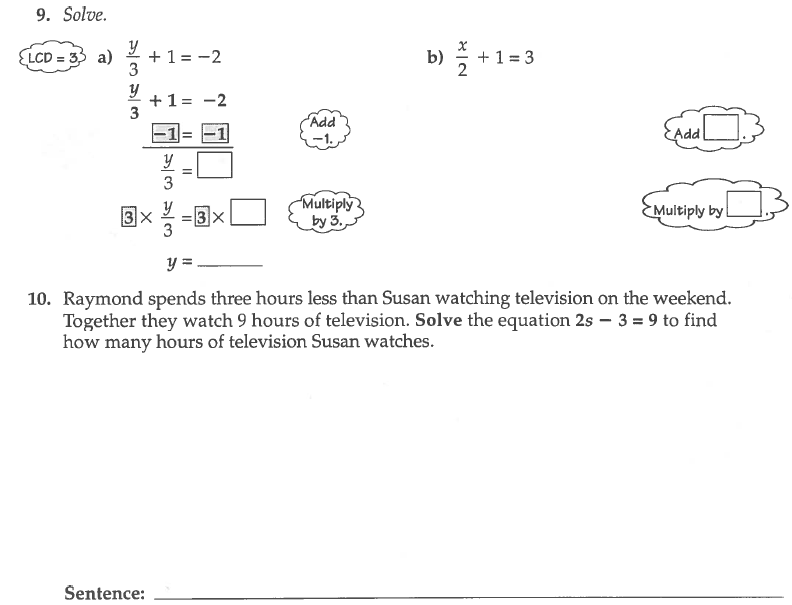 9. Solve.
LCD = 3 a) y/3 + 1 = −2
b) x/2 + 1 = 3
y/3 + 1 = −2
−1 = −1
Add −1.
Add □.
y/3 = □
3 × y/3 = 3 × □
Multiply by 3.
Multiply by □.
y = ______
10. Raymond spends three hours less than Susan watching television on the weekend.
Together they watch 9 hours of television. Solve the equation 2s − 3 = 9 to find
how many hours of television Susan watches.
Sentence: ______